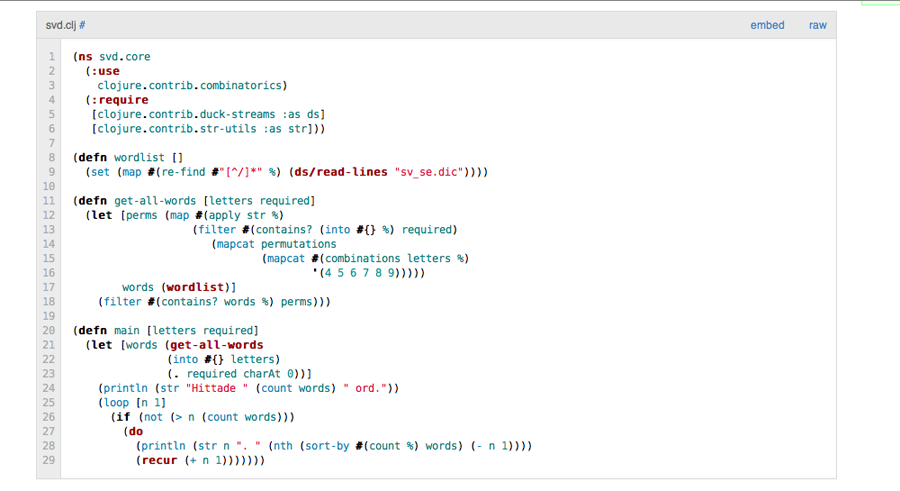 svd.clj #
embed raw
1 (ns svd.core
2   (:use
3     clojure.contrib.combinatorics)
4   (:require
5    [clojure.contrib.duck-streams :as ds]
6    [clojure.contrib.str-utils :as str]))
7
8 (defn wordlist []
9   (set (map #(re-find #"[^/]*" %) (ds/read-lines "sv_se.dic"))))
10
11 (defn get-all-words [letters required]
12   (let [perms (map #(apply str %)
13                    (filter #(contains? (into #{} %) required)
14                       (mapcat permutations
15                               (mapcat #(combinations letters %)
16                                       '(4 5 6 7 8 9)))))
17         words (wordlist)]
18     (filter #(contains? words %) perms)))
19
20 (defn main [letters required]
21   (let [words (get-all-words
22                (into #{} letters)
23                (. required charAt 0))]
24     (println (str "Hittade " (count words) " ord."))
25     (loop [n 1]
26       (if (not (> n (count words)))
27         (do
28           (println (str n ". " (nth (sort-by #(count %) words) (- n 1))))
29           (recur (+ n 1)))))))